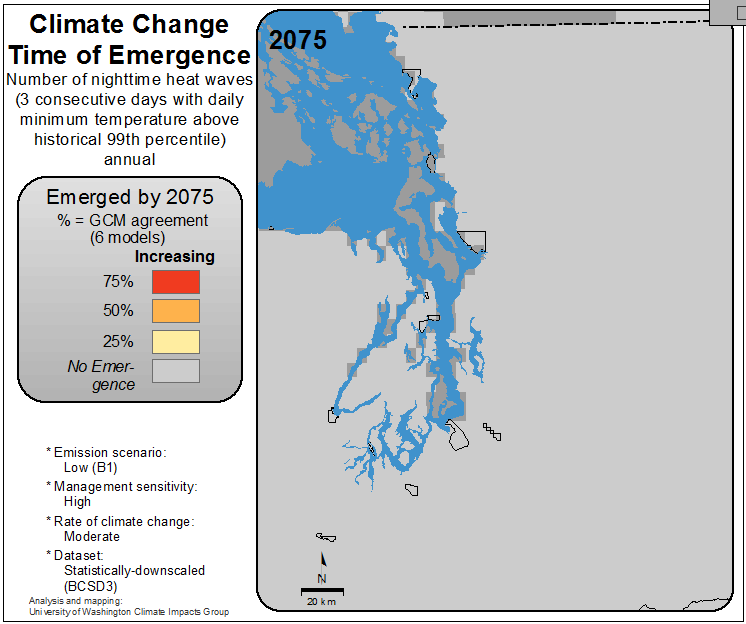 Climate Change
Time of Emergence
Number of nighttime heat waves
(3 consecutive days with daily
minimum temperature above
historical 99th percentile)
annual
Emerged by 2075
% = GCM agreement
(6 models)
Increasing
75%
50%
25%
No Emer-
gence
* Emission scenario:
Low (B1)
* Management sensitivity:
High
* Rate of climate change:
Moderate
* Dataset:
Statistically-downscaled
(BCSD3)
Analysis and mapping:
University of Washington Climate Impacts Group
2075
N
20 km